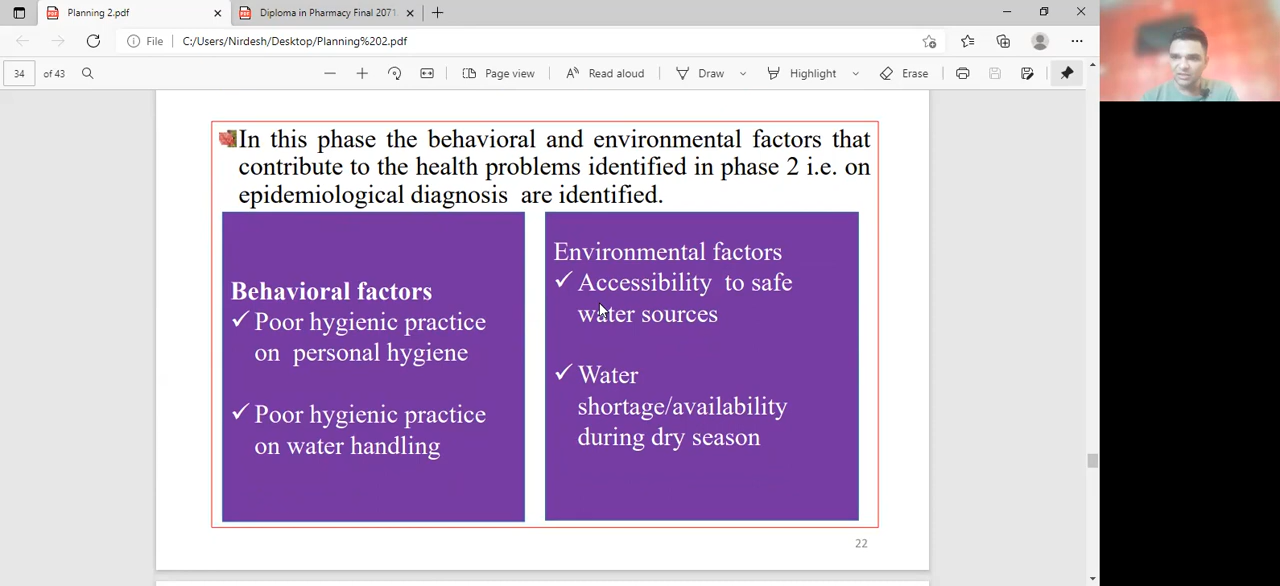 Planning 2.pdf
Diploma in Pharmacy Final 2071
File
C:/Users/Nirdesh/Desktop/Planning%202.pdf
34 of 43
Page view
Read aloud
Draw
Highlight
Erase
In this phase the behavioral and environmental factors that
contribute to the health problems identified in phase 2 i.e. on
epidemiological diagnosis are identified.
Behavioral factors
✓ Poor hygienic practice
on personal hygiene
✓ Poor hygienic practice
on water handling
Environmental factors
✓ Accessibility to safe
water sources
✓ Water
shortage/availability
during dry season
22